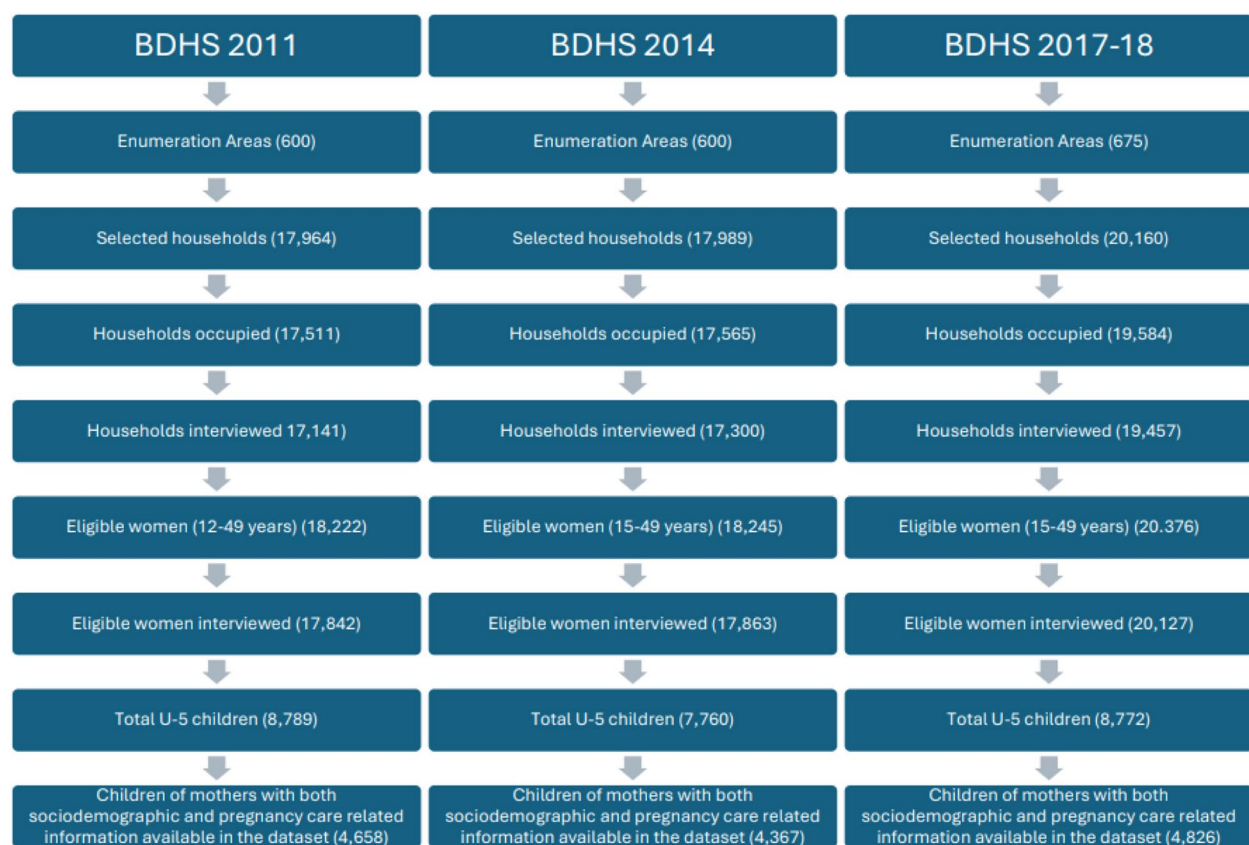 BDHS 2011
BDHS 2014
BDHS 2017-18
Enumeration Areas (600)
Enumeration Areas (600)
Enumeration Areas (675)
Selected households (17,964)
Selected households (17,989)
Selected households (20,160)
Households occupied (17,511)
Households occupied (17,565)
Households occupied (19,584)
Households interviewed 17,141)
Households interviewed (17,300)
Households interviewed (19,457)
Eligible women (12-49 years) (18,222)
Eligible women (15-49 years) (18,245)
Eligible women (15-49 years) (20.376)
Eligible women interviewed (17,842)
Eligible women interviewed (17,863)
Eligible women interviewed (20,127)
Total U-5 children (8,789)
Total U-5 children (7,760)
Total U-5 children (8,772)
Children of mothers with both
sociodemographic and pregnancy care related
information available in the dataset (4,658)
Children of mothers with both
sociodemographic and pregnancy care related
information available in the dataset (4,367)
Children of mothers with both
sociodemographic and pregnancy care related
information available in the dataset (4,826)